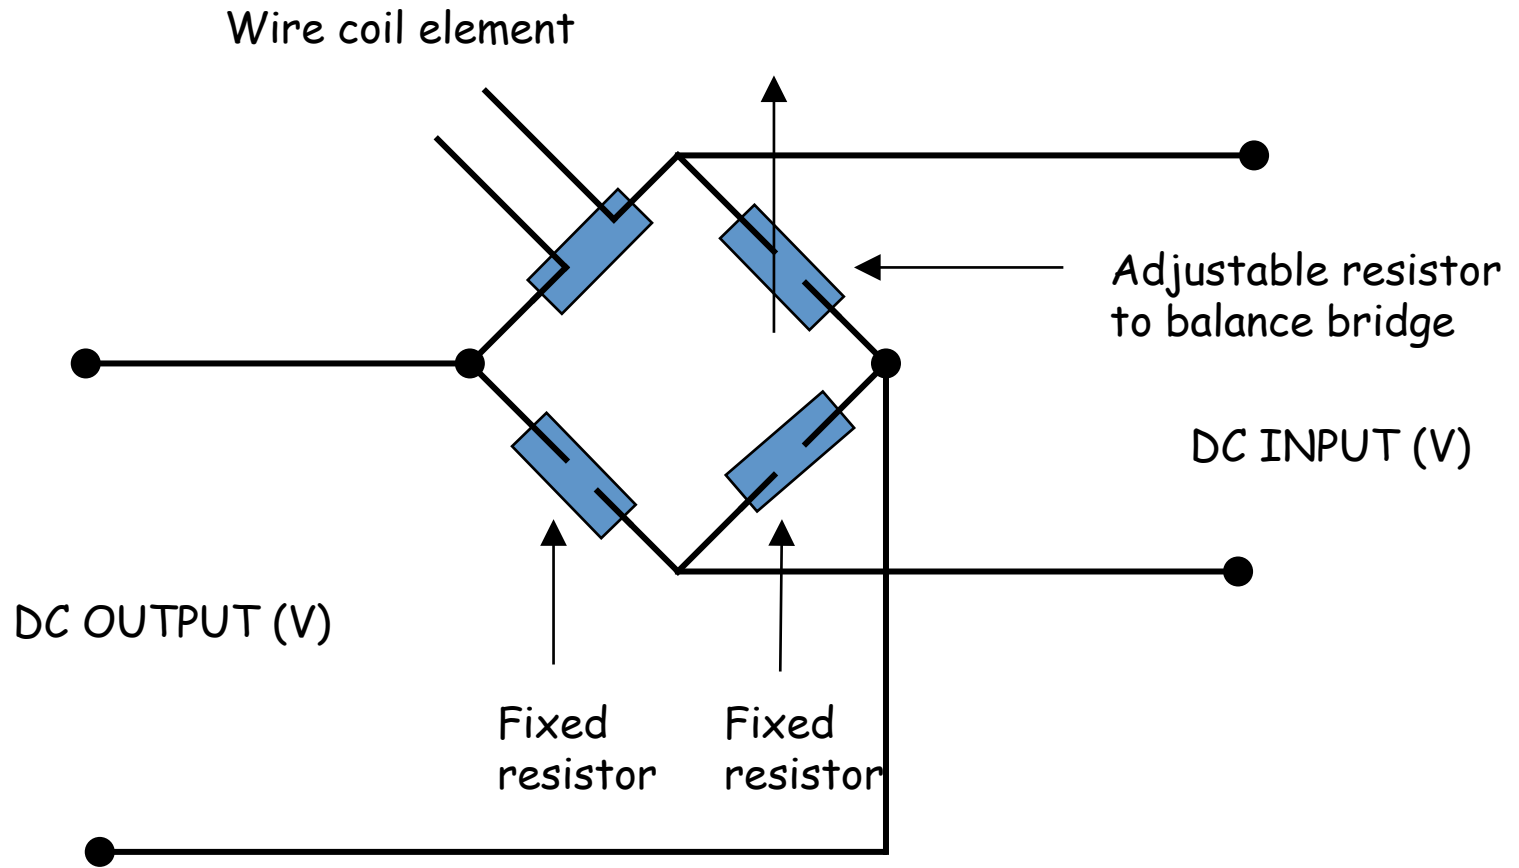 Wire coil element
Adjustable resistor
to balance bridge
DC INPUT (V)
DC OUTPUT (V)
Fixed
resistor
Fixed
resistor